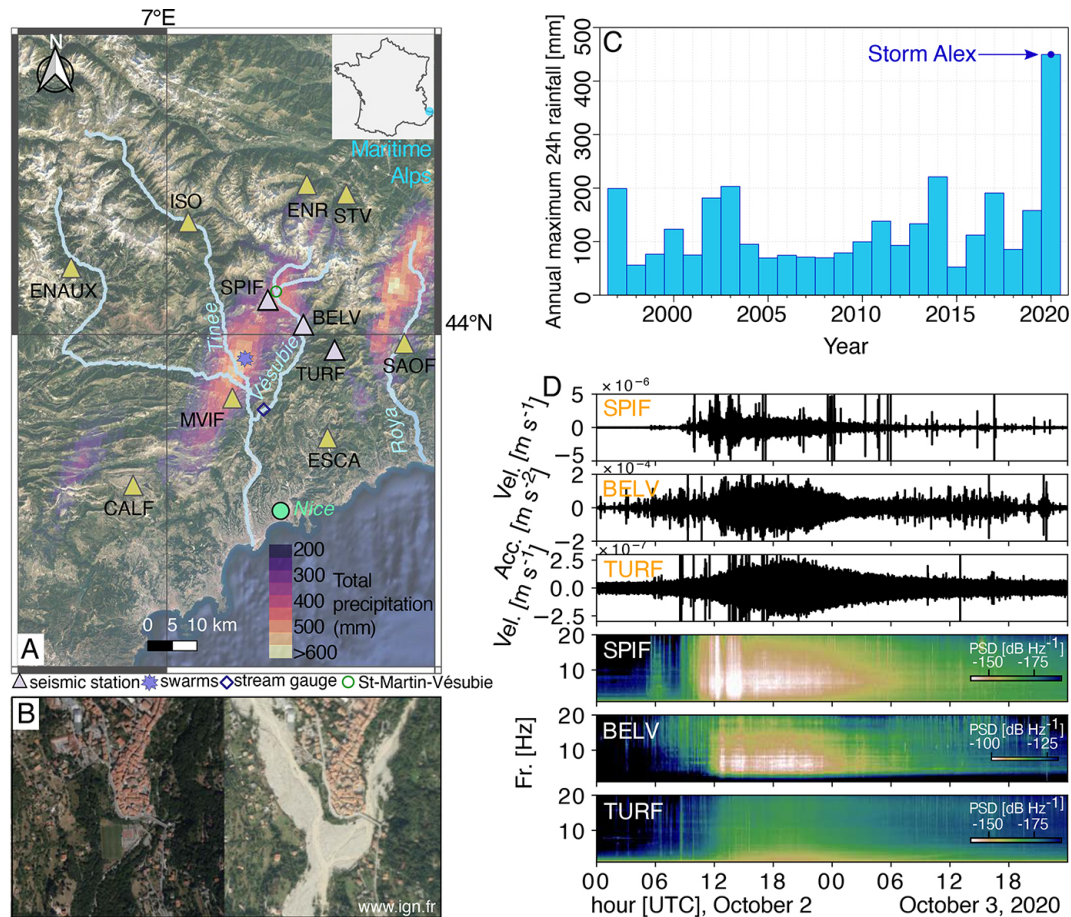 7°E
A
N
Maritime
Alps
ISO
ENR
STV
ENAUX
SPIF
BELV
44°N
Tinée
Vésubie
TURF
SAOF
MVIF
Roya
ESCA
CALF
Nice
200
300
400
500
>600
Total
precipitation
(mm)
0 5 10 km
seismic station swarms stream gauge St-Martin-Vésubie
B
www.ign.fr
C
Annual maximum 24h rainfall [mm]
500
400
300
200
100
0
Storm Alex
2000 2005 2010 2015 2020
Year
D
× 10⁻⁶
SPIF
5
0
−5
Vel. [m s⁻¹]
× 10⁻⁴
BELV
2
0
−2
Acc. [m s⁻²]
× 10⁻⁷
TURF
2.5
0.0
−2.5
Vel. [m s⁻¹]
SPIF
20
10
PSD [dB Hz⁻¹]
-150 -175
BELV
20
10
PSD [dB Hz⁻¹]
-100 -125
TURF
20
10
PSD [dB Hz⁻¹]
-150 -175
Fr. [Hz]
00 06 12 18 00 06 12 18
hour [UTC], October 2 October 3, 2020